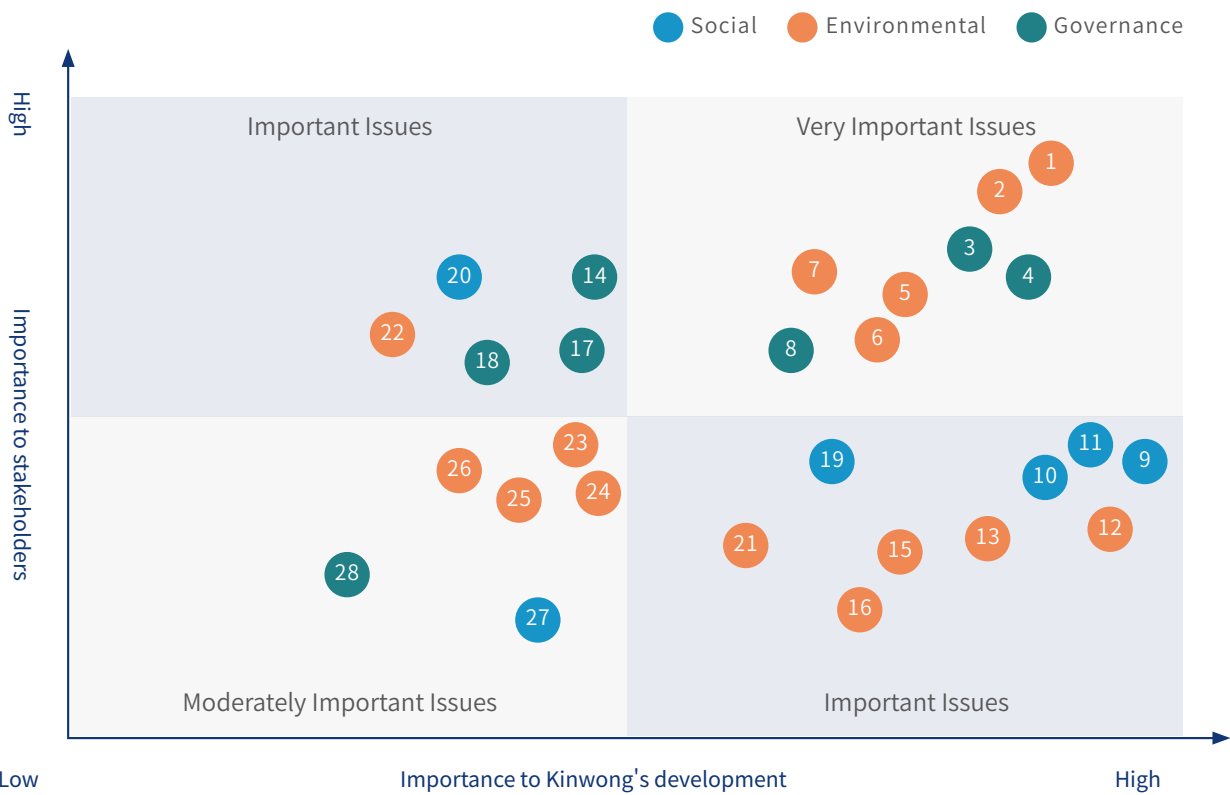 Social Environmental Governance
High
Important Issues
Very Important Issues
1
2
3
20 14 7 4
5
22 6
18 17 8
Importance to stakeholders
23 11
26 19 9
25 24 10
12
21 15 13
28
27 16
Moderately Important Issues
Important Issues
Low Importance to Kinwong's development High